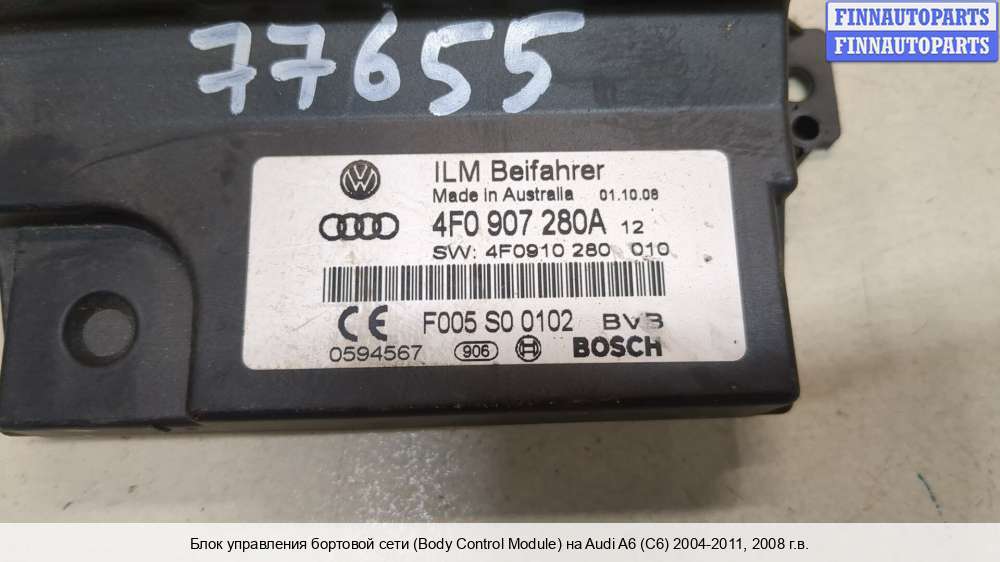 FINNAUTOPARTS
FINNAUTOPARTS
77655
ILM Beifahrer
Made in Australia 01.10.08
4F0 907 280A 12
SW: 4F0910 280 010
CE F005 S0 0102 BVB
0594567 906 BOSCH
Блок управления бортовой сети (Body Control Module) на Audi A6 (C6) 2004-2011, 2008 г.в.